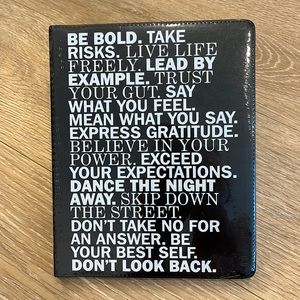 BE BOLD. TAKE
RISKS. LIVE LIFE
FREELY. LEAD BY
EXAMPLE. TRUST
YOUR GUT. SAY
WHAT YOU FEEL.
MEAN WHAT YOU SAY.
EXPRESS GRATITUDE.
BELIEVE IN YOUR
POWER. EXCEED
YOUR EXPECTATIONS.
DANCE THE NIGHT
AWAY. SKIP DOWN
THE STREET.
DON'T TAKE NO FOR
AN ANSWER. BE
YOUR BEST SELF.
DON'T LOOK BACK.